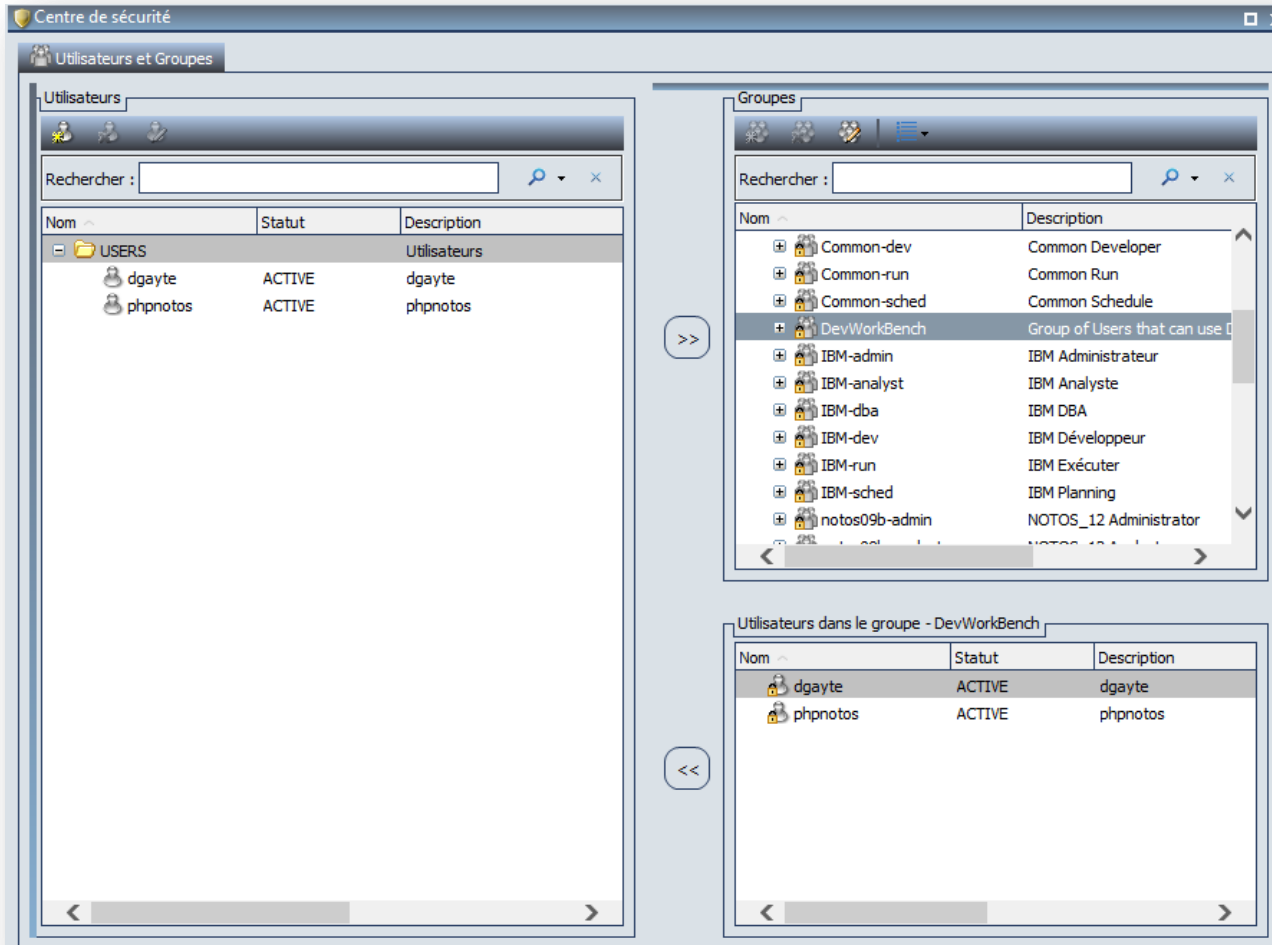 Centre de sécurité
Utilisateurs et Groupes
Utilisateurs
Rechercher :
Nom Statut Description
USERS Utilisateurs
dgayte ACTIVE dgayte
phpnotos ACTIVE phpnotos
>>
<<
Groupes
Rechercher :
Nom Description
Common-dev Common Developer
Common-run Common Run
Common-sched Common Schedule
DevWorkBench Group of Users that can use
IBM-admin IBM Administrateur
IBM-analyst IBM Analyste
IBM-dba IBM DBA
IBM-dev IBM Développeur
IBM-run IBM Exécuter
IBM-sched IBM Planning
notos09b-admin NOTOS_12 Administrator
Utilisateurs dans le groupe - DevWorkBench
Nom Statut Description
dgayte ACTIVE dgayte
phpnotos ACTIVE phpnotos